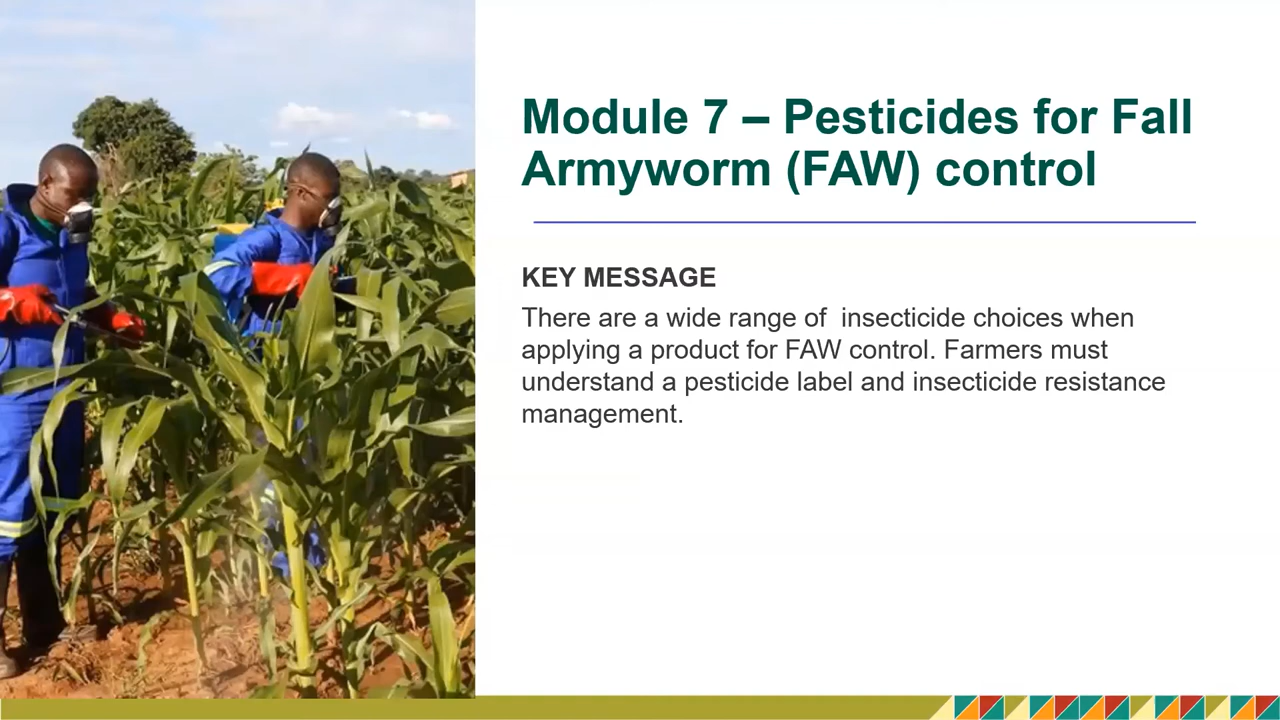 Module 7 – Pesticides for Fall
Armyworm (FAW) control
KEY MESSAGE
There are a wide range of  insecticide choices when
applying a product for FAW control. Farmers must
understand a pesticide label and insecticide resistance
management.